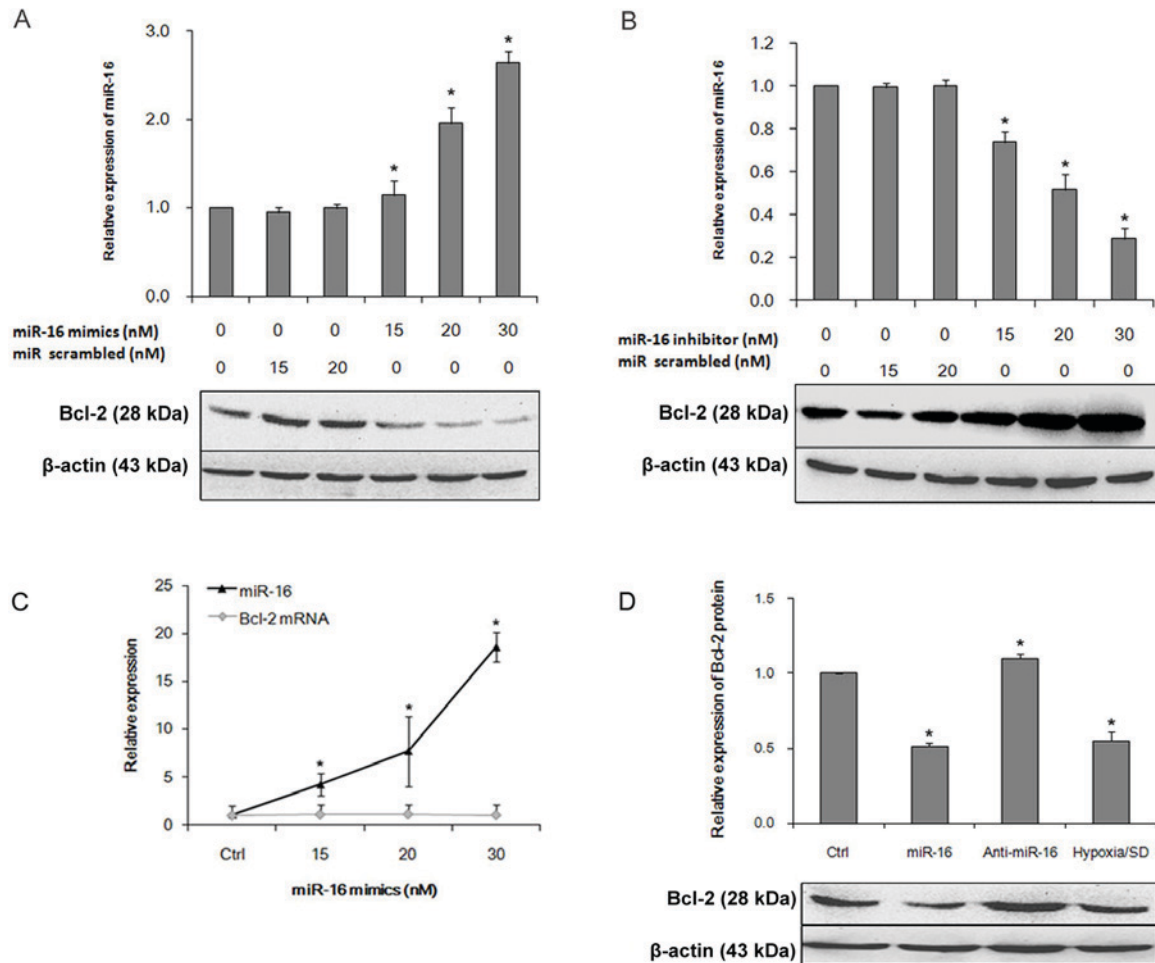 A
Relative expression of miR-16
3.0
*
*
2.0
*
1.0
0.0
miR-16 mimics (nM) 0 0 0 15 20 30
miR scrambled (nM) 0 15 20 0 0 0
Bcl-2 (28 kDa)
β-actin (43 kDa)
B
Relative expression of miR-16
1.2
1.0
*
0.8
*
0.6
0.4
*
0.2
0.0
miR-16 inhibitor (nM) 0 0 0 15 20 30
miR scrambled (nM) 0 15 20 0 0 0
Bcl-2 (28 kDa)
β-actin (43 kDa)
C
Relative expression
25
miR-16
Bcl-2 mRNA
20
*
15
*
10
*
5
0
Ctrl 15 20 30
miR-16 mimics (nM)
D
Relative expression of Bcl-2 protein
1.5
*
1.0
*
*
0.5
0.0
Ctrl miR-16 Anti-miR-16 Hypoxia/SD
Bcl-2 (28 kDa)
β-actin (43 kDa)